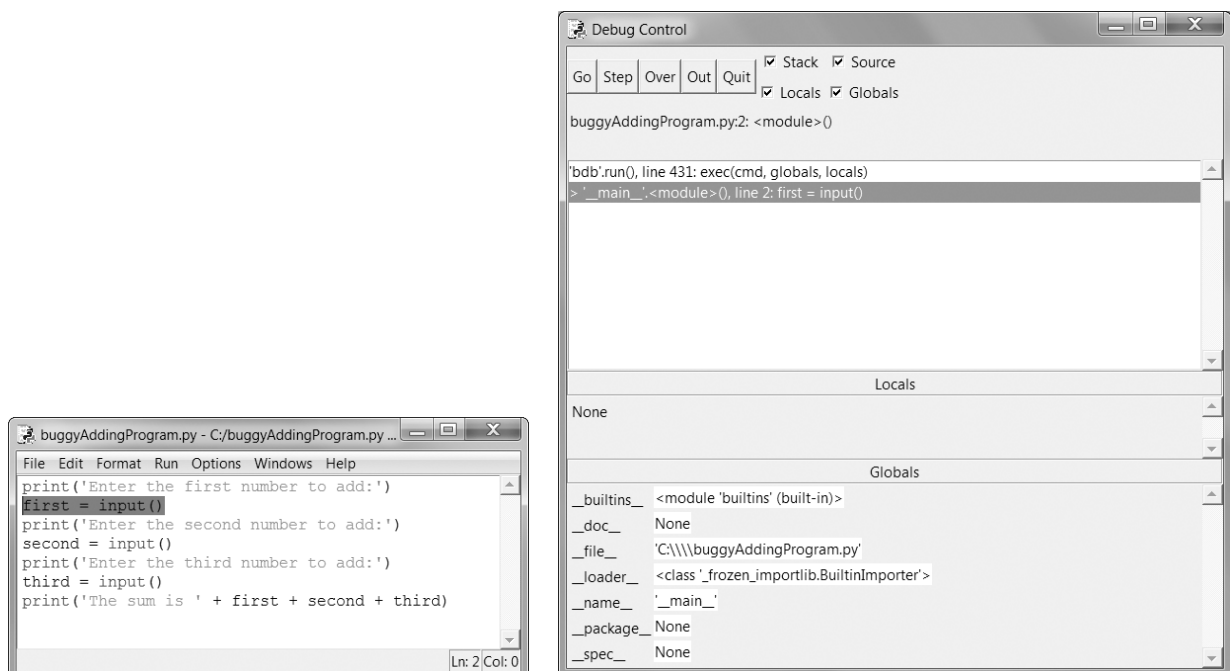 buggyAddingProgram.py - C:/buggyAddingProgram.py ...
File Edit Format Run Options Windows Help
print('Enter the first number to add:')
first = input()
print('Enter the second number to add:')
second = input()
print('Enter the third number to add:')
third = input()
print('The sum is ' + first + second + third)
Ln: 2 Col: 0
Debug Control
Go Step Over Out Quit Stack Source
Locals Globals
buggyAddingProgram.py:2: <module>()
'bdb'.run(), line 431: exec(cmd, globals, locals)
> '__main__'.<module>(), line 2: first = input()
Locals
None
Globals
__builtins__ <module 'builtins' (built-in)>
__doc__ None
__file__ 'C:\\\\buggyAddingProgram.py'
__loader__ <class '_frozen_importlib.BuiltinImporter'>
__name__ '__main__'
__package__ None
__spec__ None